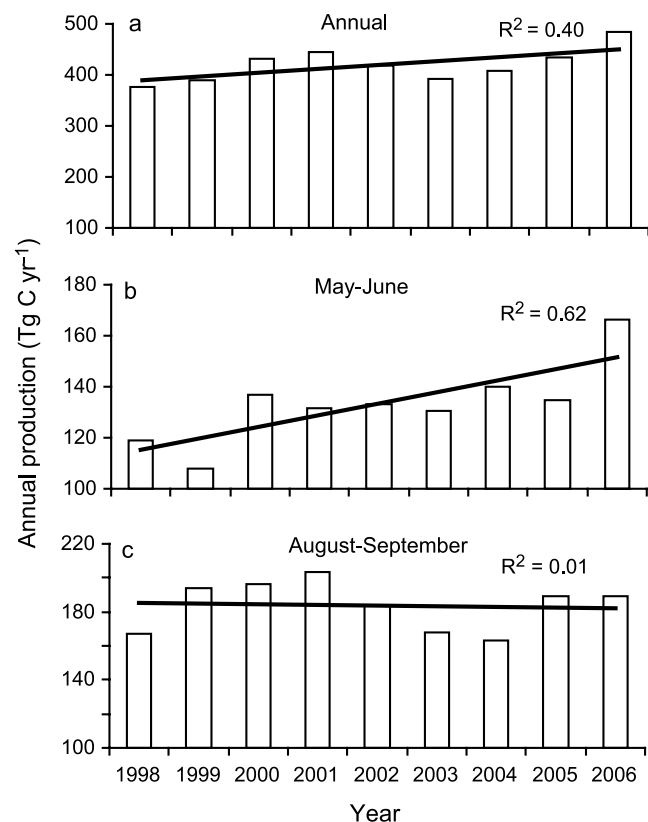 a Annual R² = 0.40
500
400
300
200
100
b May-June R² = 0.62
180
160
140
120
100
c August-September R² = 0.01
220
180
140
100
1998 1999 2000 2001 2002 2003 2004 2005 2006
Year
Annual production (Tg C yr⁻¹)